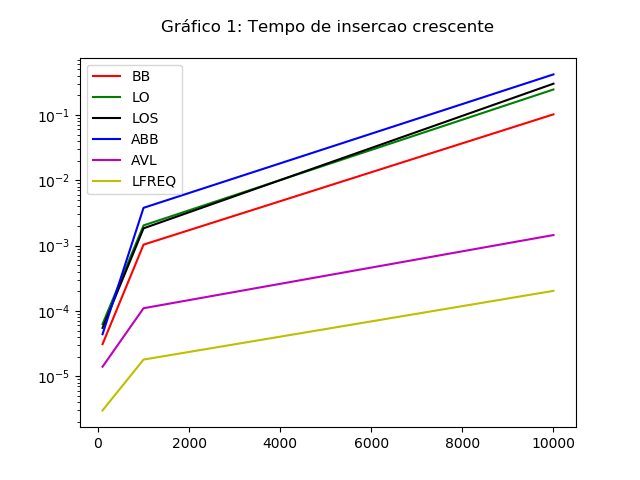 Gráfico 1: Tempo de insercao crescente
BB
LO
LOS
ABB
AVL
LFREQ
10⁻¹
10⁻²
10⁻³
10⁻⁴
10⁻⁵
0 2000 4000 6000 8000 10000